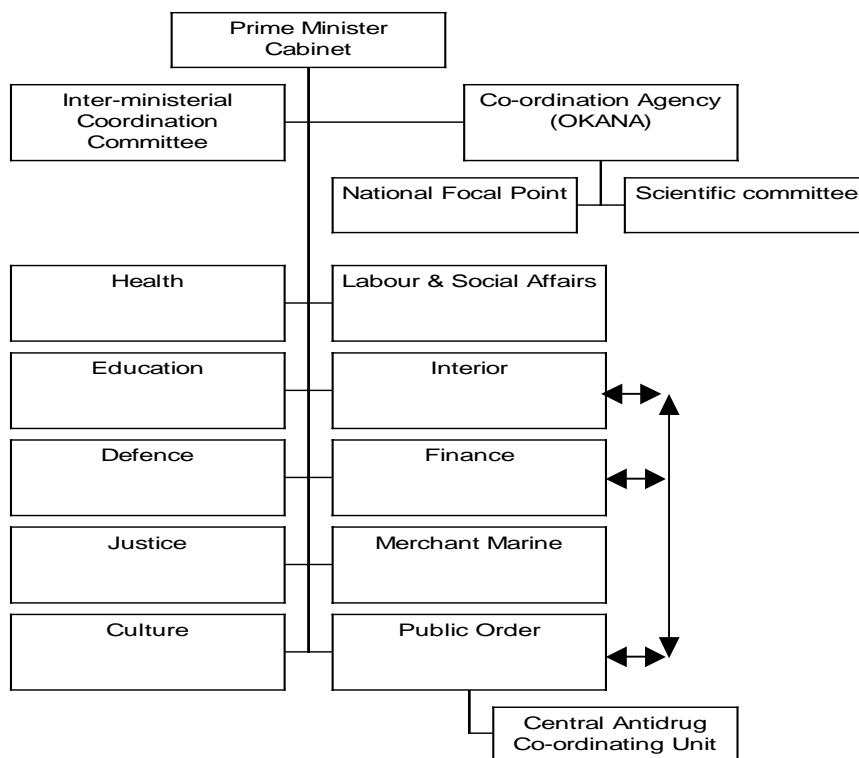 Prime Minister
Cabinet
Inter-ministerial
Coordination
Committee
Co-ordination Agency
(OKANA)
National Focal Point
Scientific committee
Health
Labour & Social Affairs
Education
Interior
Defence
Finance
Justice
Merchant Marine
Culture
Public Order
Central Antidrug
Co-ordinating Unit